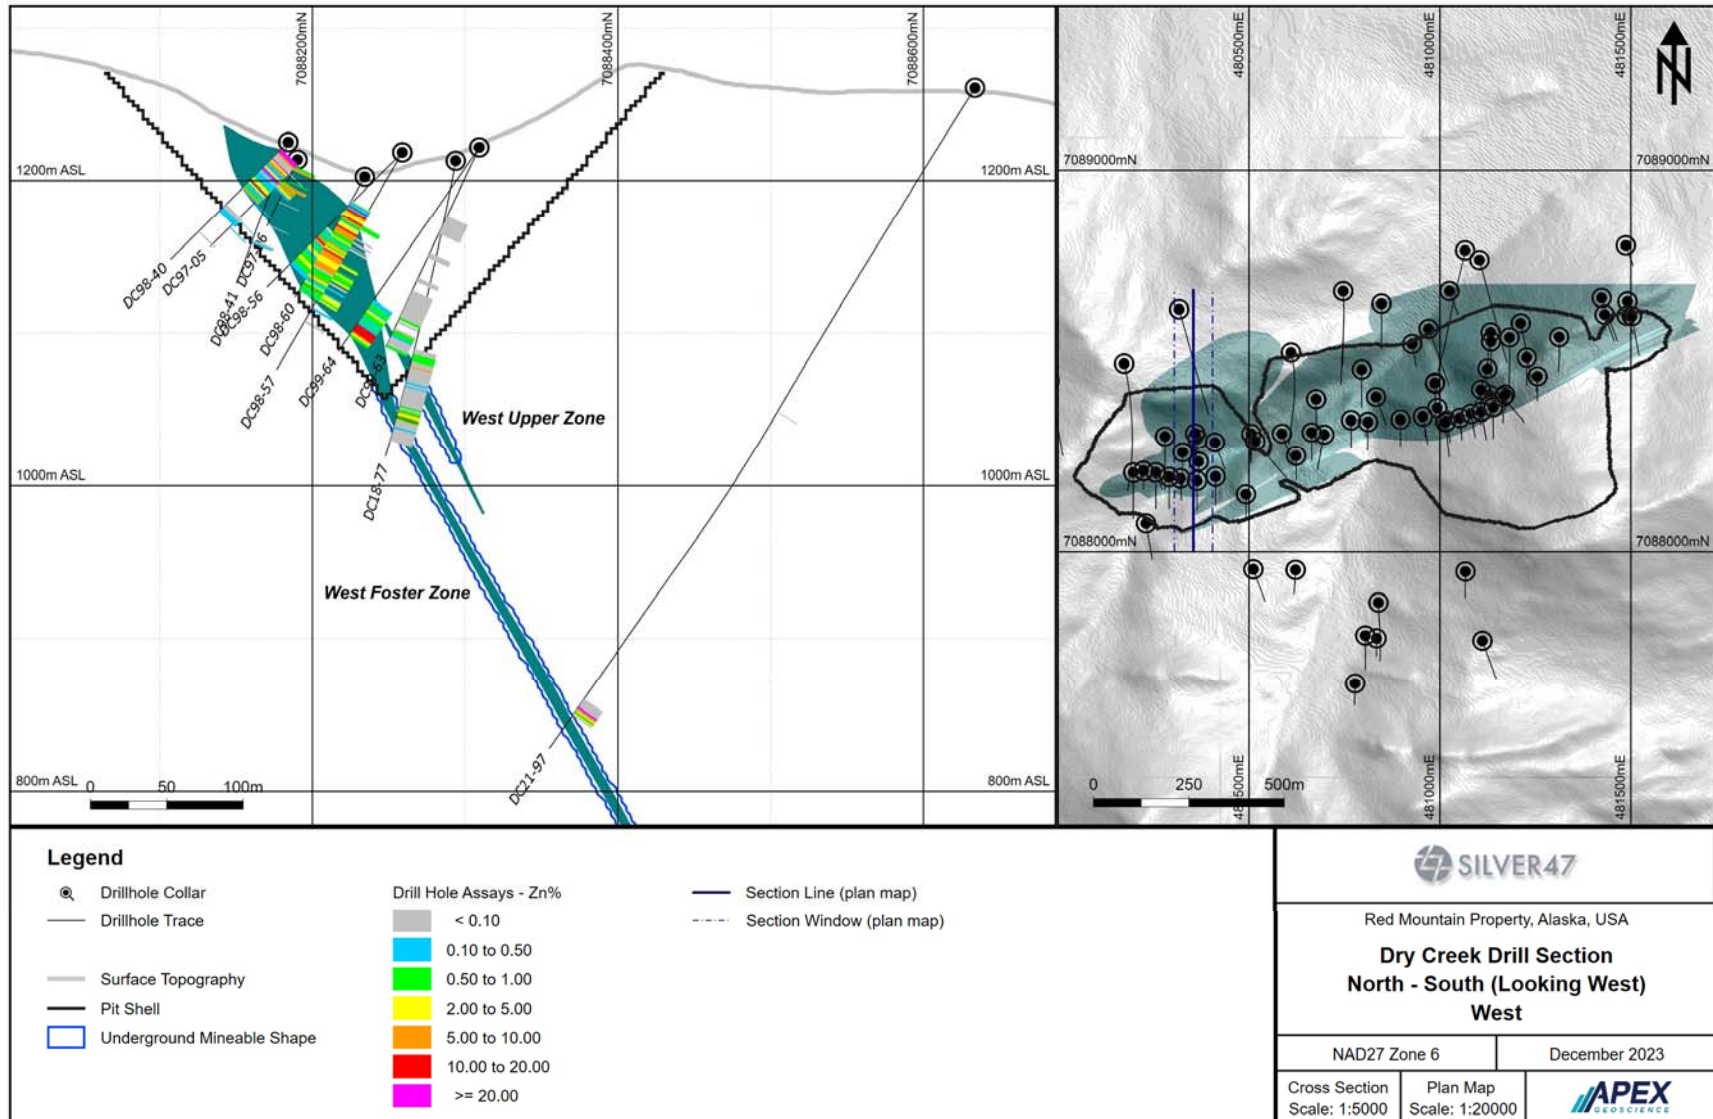 7088200mN
7088400mN
7088600mN
1200m ASL
1200m ASL
DC98-40
DC97-05
DC98-41
DC98-56
DC98-60
DC98-57
DC99-64
DC18-77
West Upper Zone
1000m ASL
1000m ASL
West Foster Zone
DC21-97
800m ASL
800m ASL
0
50
100m
480500mE
481000mE
481500mE
N
7089000mN
7089000mN
7088000mN
7088000mN
0
250
500m
481000mE
481500mE
Legend
Drillhole Collar
Drillhole Trace
Surface Topography
Pit Shell
Underground Mineable Shape
Drill Hole Assays - Zn%
< 0.10
0.10 to 0.50
0.50 to 1.00
2.00 to 5.00
5.00 to 10.00
10.00 to 20.00
>= 20.00
Section Line (plan map)
Section Window (plan map)
SILVER47
Red Mountain Property, Alaska, USA
Dry Creek Drill Section
North - South (Looking West)
West
NAD27 Zone 6
December 2023
Cross Section
Scale: 1:5000
Plan Map
Scale: 1:20000
APEX
GEOSCIENCE